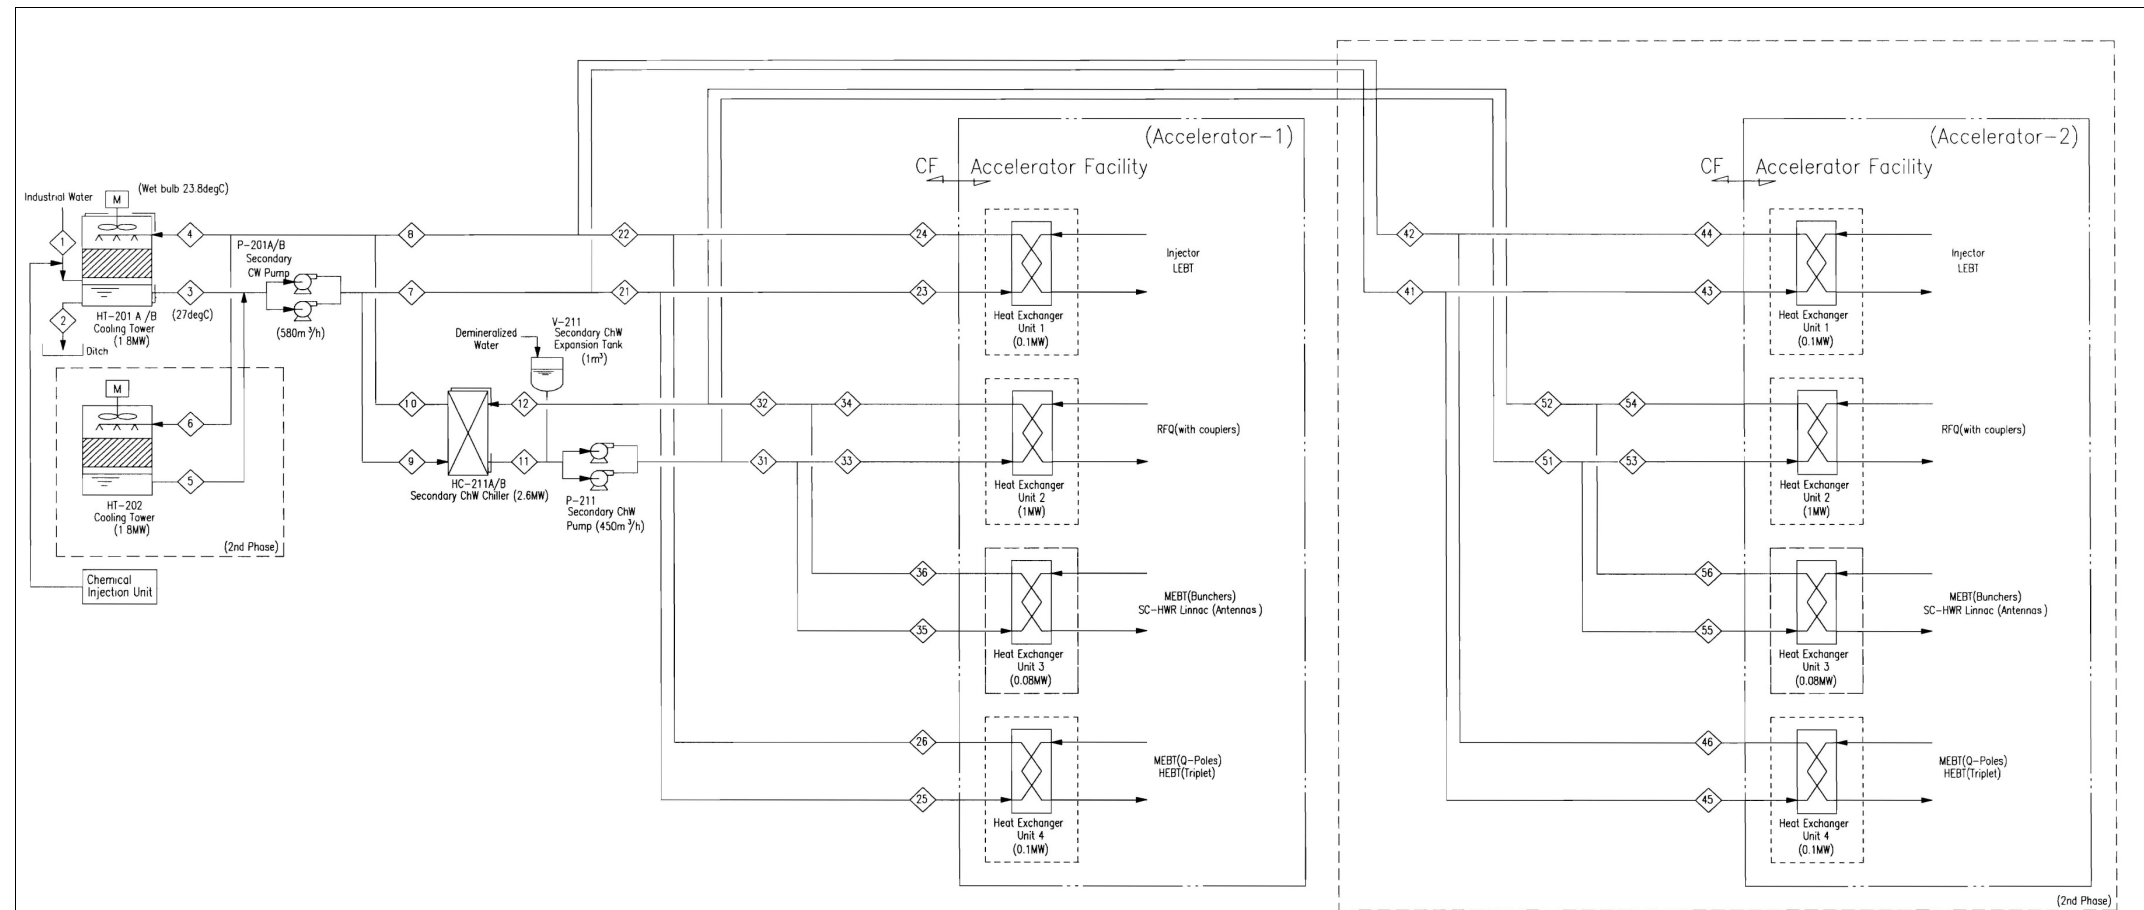 (Accelerator-1)
CF
Accelerator Facility
(Accelerator-2)
CF
Accelerator Facility
Industrial Water
M
(Wet bulb 23.8degC)
1
4
8
22
24
42
44
P-201A/B
Secondary
CW Pump
Injector
LEBT
Injector
LEBT
3
7
21
23
41
43
(27degC)
2
HT-201 A /B
Cooling Tower
(1 8MW)
Ditch
(580m³/h)
Heat Exchanger
Unit 1
(0.1MW)
Heat Exchanger
Unit 1
(0.1MW)
Demineralized
Water
V-211
Secondary ChW
Expansion Tank
(1m³)
M
6
5
HT-202
Cooling Tower
(1 8MW)
(2nd Phase)
10
12
32
34
52
54
RFQ(with couplers)
RFQ(with couplers)
9
11
31
33
51
53
HC-211A/B
Secondary ChW Chiller (2.6MW)
P-211
Secondary ChW
Pump (450m³/h)
Heat Exchanger
Unit 2
(1MW)
Heat Exchanger
Unit 2
(1MW)
Chemical
Injection Unit
36
56
MEBT(Bunchers)
SC-HWR Linnac (Antennas)
MEBT(Bunchers)
SC-HWR Linnac (Antennas)
35
55
Heat Exchanger
Unit 3
(0.08MW)
Heat Exchanger
Unit 3
(0.08MW)
26
46
MEBT(Q-Poles)
HEBT(Triplet)
MEBT(Q-Poles)
HEBT(Triplet)
25
45
Heat Exchanger
Unit 4
(0.1MW)
Heat Exchanger
Unit 4
(0.1MW)
(2nd Phase)